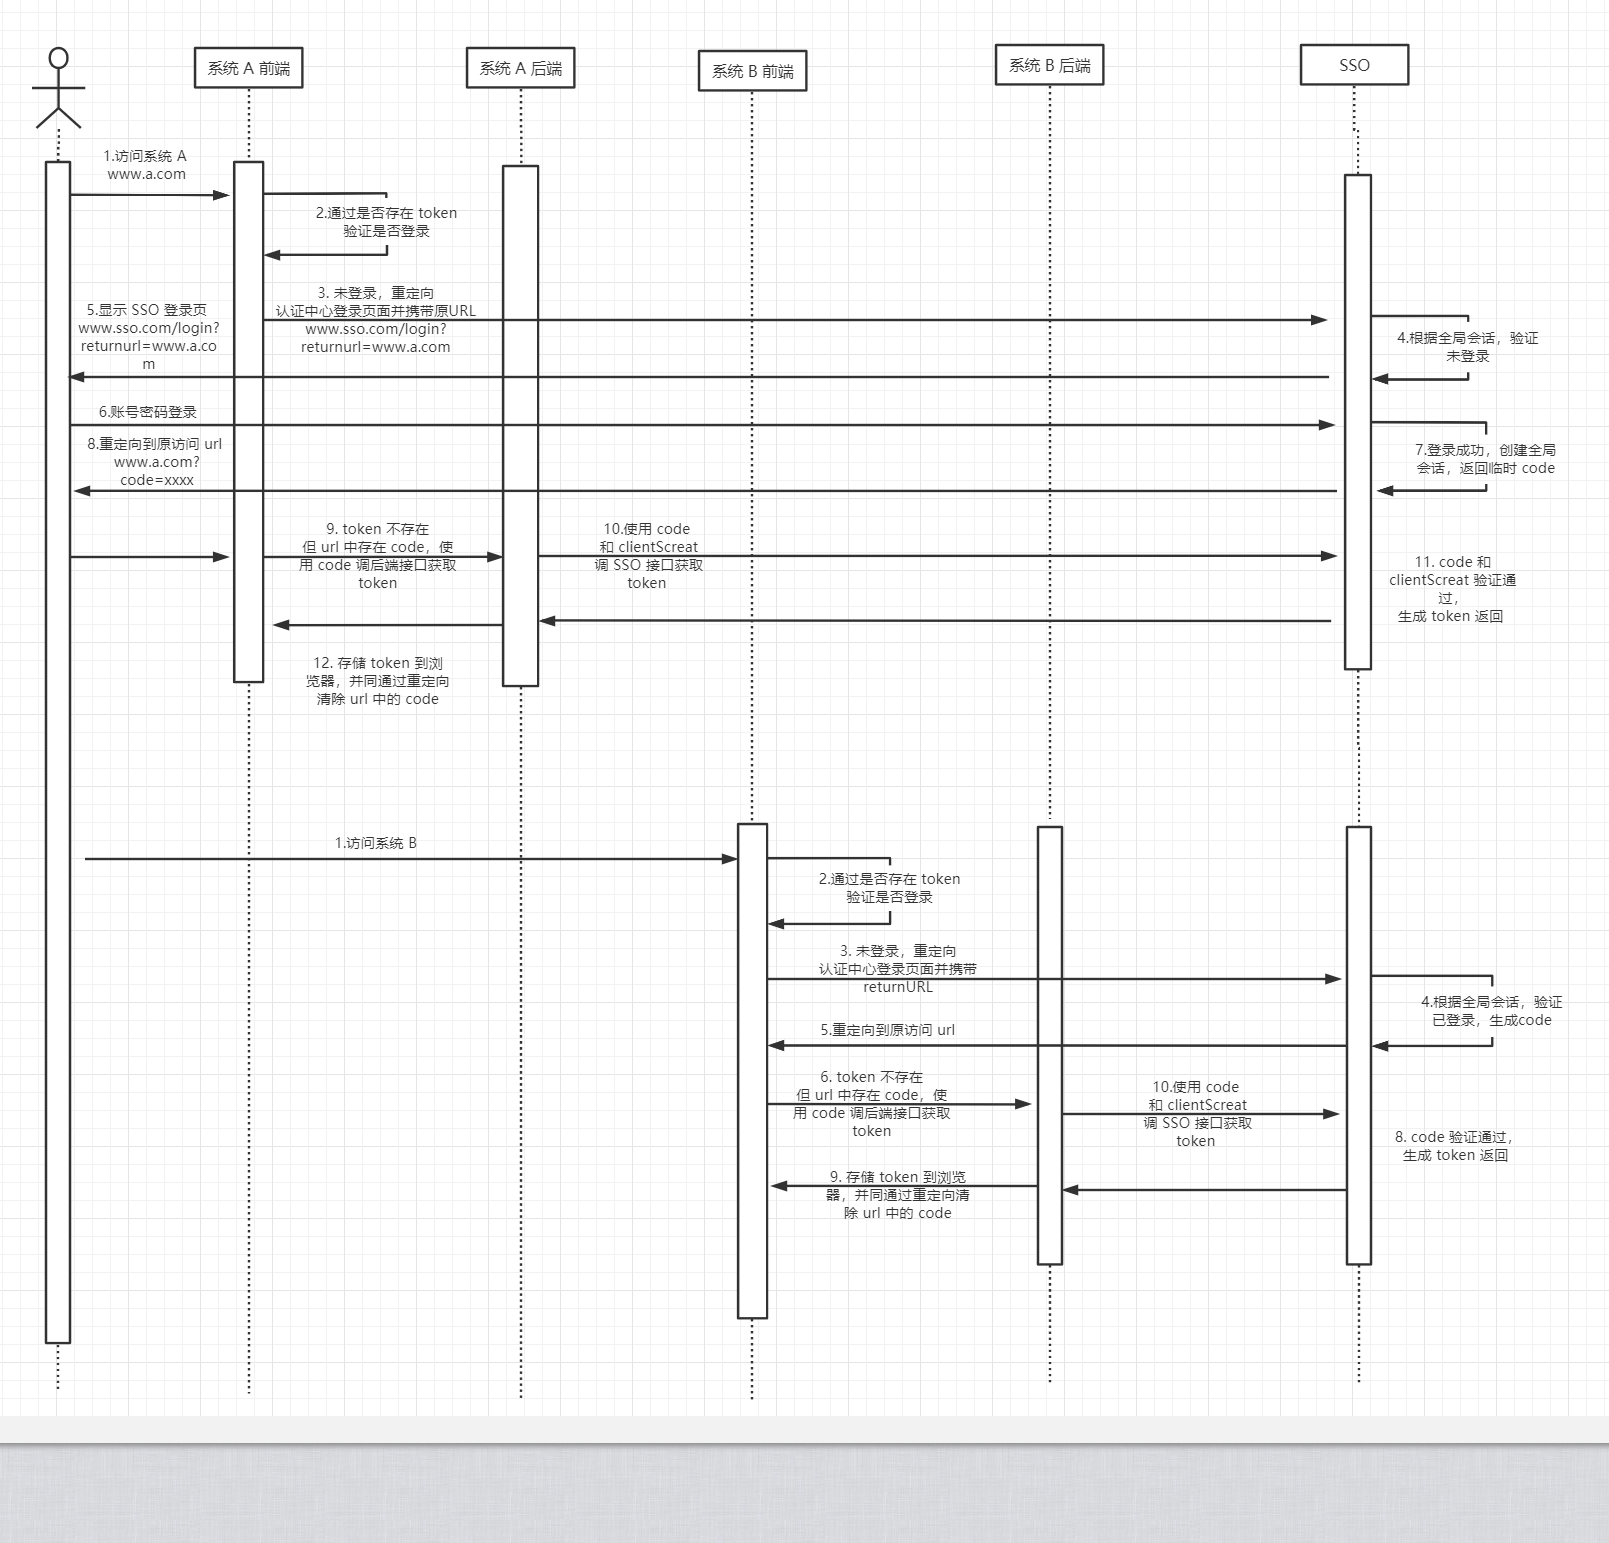 系统 A 前端
系统 A 后端
系统 B 前端
系统 B 后端
SSO
1.访问系统 A
www.a.com
2.通过是否存在 token
验证是否登录
3. 未登录，重定向
认证中心登录页面并携带原URL
www.sso.com/login?
returnurl=www.a.com
4.根据全局会话，验证
未登录
5.显示 SSO 登录页
www.sso.com/login?
returnurl=www.a.co
m
6.账号密码登录
7.登录成功，创建全局
会话，返回临时 code
8.重定向到原访问 url
www.a.com?
code=xxxx
9. token 不存在
但 url 中存在 code，使
用 code 调后端接口获取
token
10.使用 code
和 clientScreat
调 SSO 接口获取
token
11. code 和
clientScreat 验证通
过，
生成 token 返回
12. 存储 token 到浏
览器，并同通过重定向
清除 url 中的 code
1.访问系统 B
2.通过是否存在 token
验证是否登录
3. 未登录，重定向
认证中心登录页面并携带
returnURL
4.根据全局会话，验证
已登录，生成code
5.重定向到原访问 url
6. token 不存在
但 url 中存在 code，使
用 code 调后端接口获取
token
10.使用 code
和 clientScreat
调 SSO 接口获取
token
8. code 验证通过，
生成 token 返回
9. 存储 token 到浏览
器，并同通过重定向清
除 url 中的 code